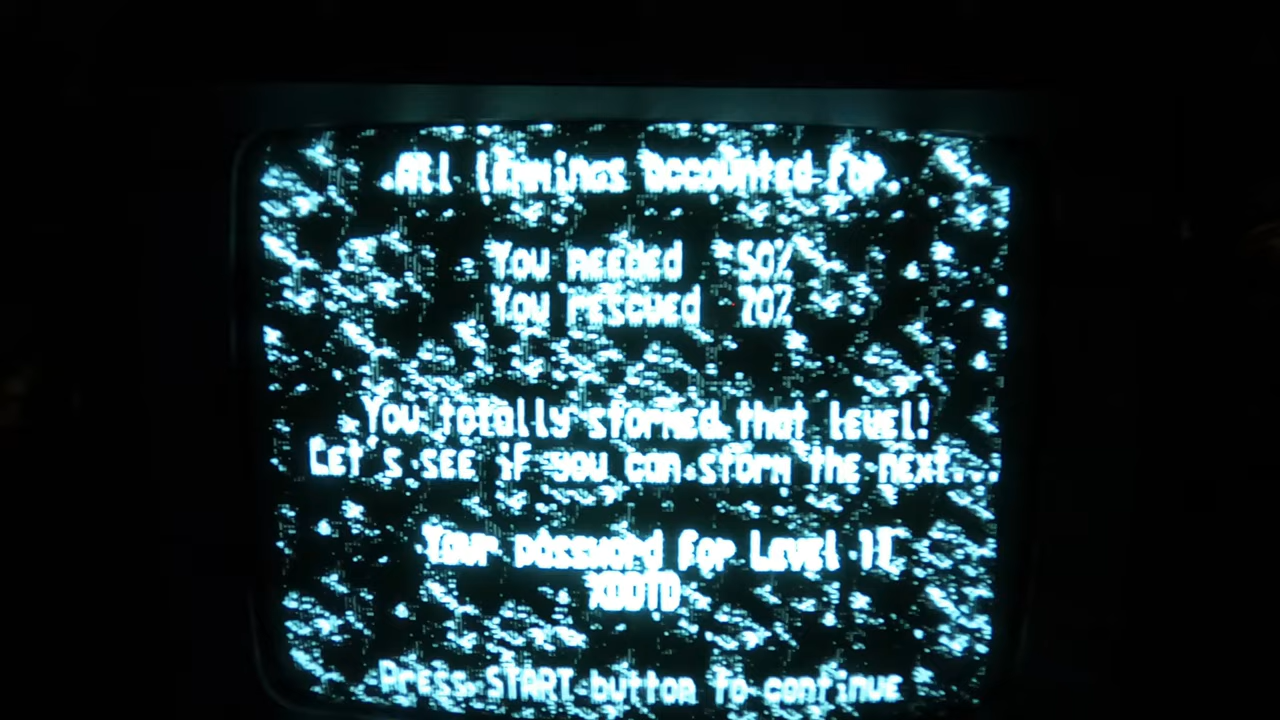 All lemmings accounted for.
You needed 50%
You rescued 70%
You totally stormed that level!
Let's see if you can storm the next...
Your password for Level 11
Press START button to continue